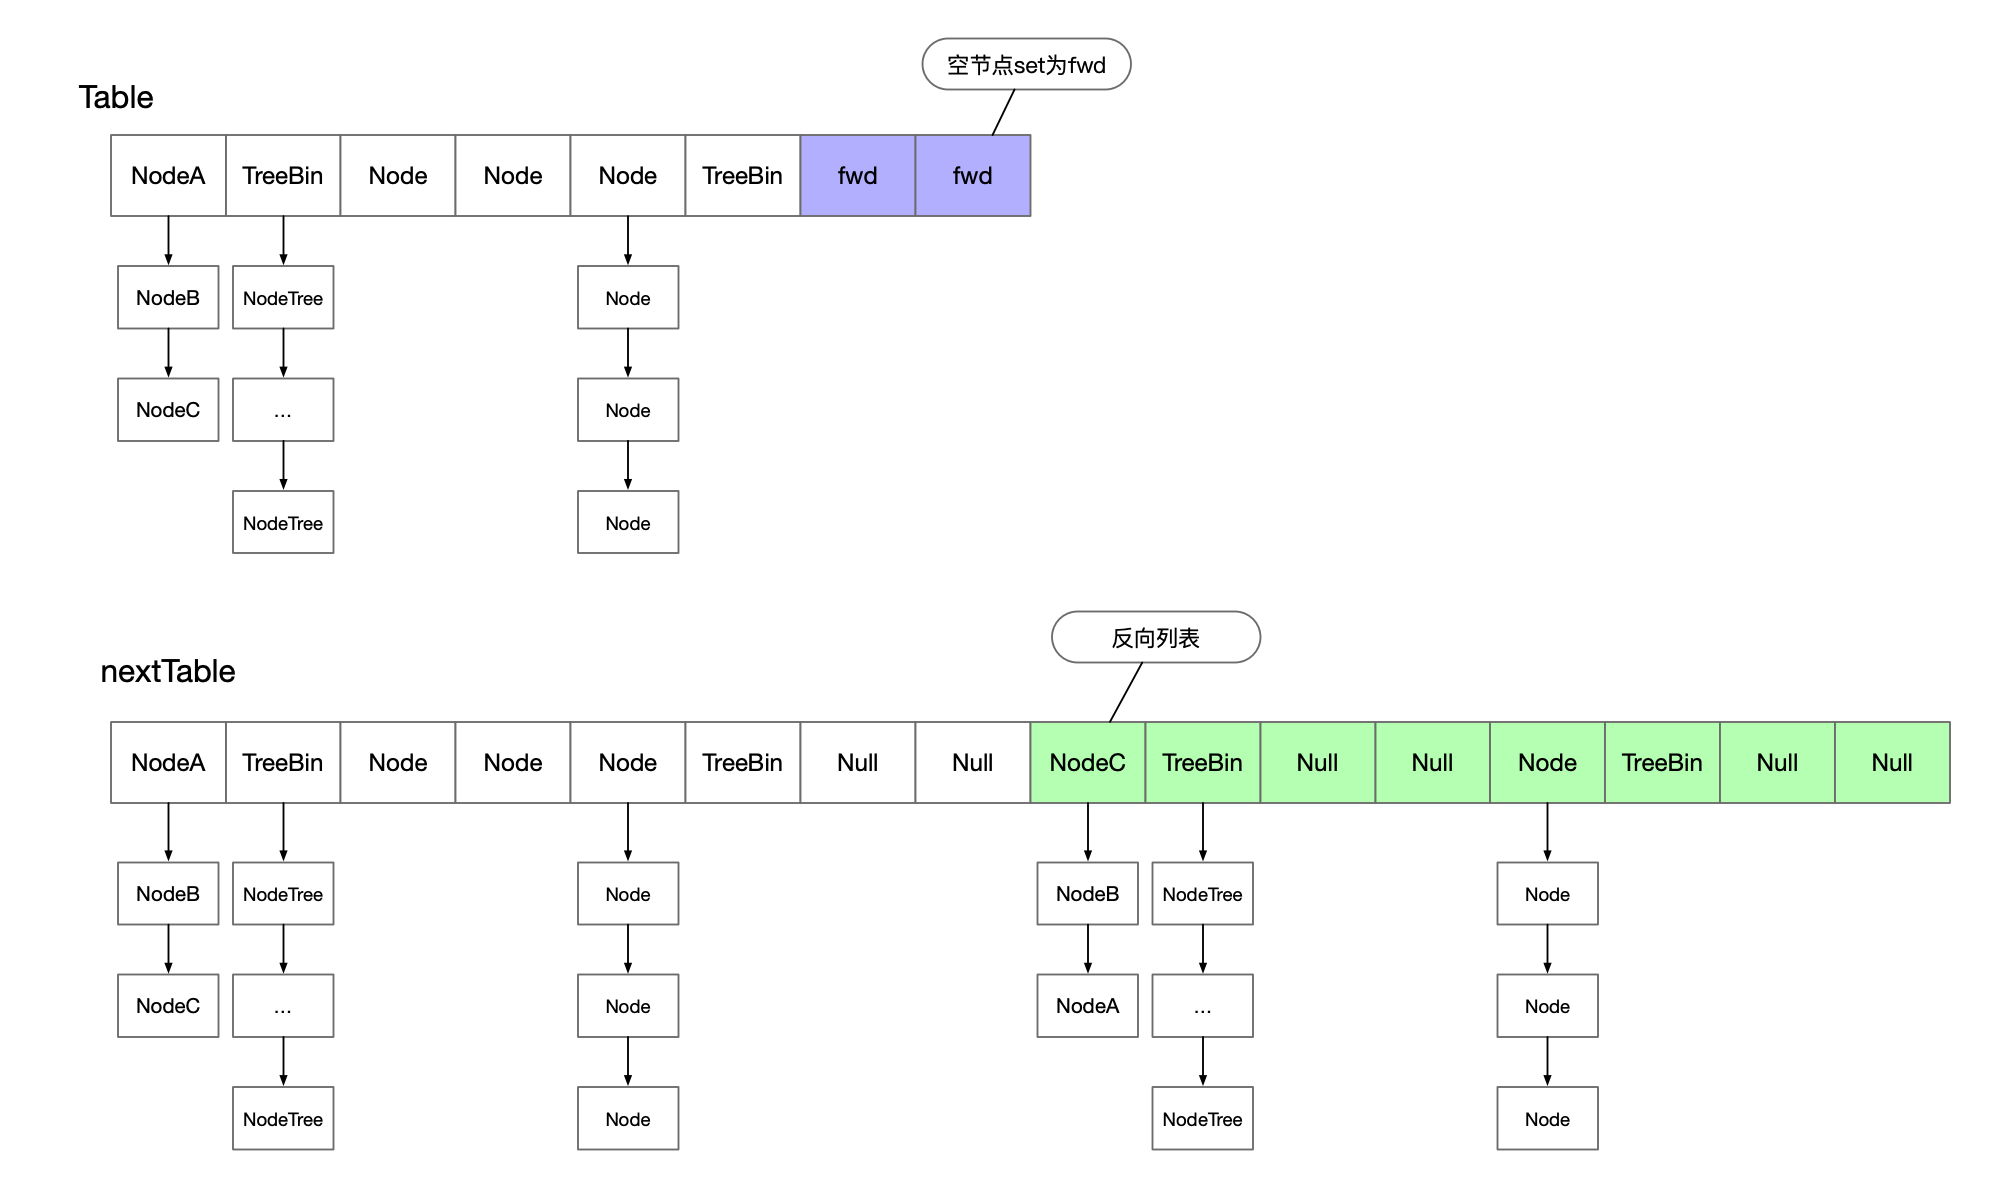 空节点set为fwd
Table
NodeA TreeBin Node Node Node TreeBin fwd fwd
NodeB NodeTree Node
NodeC ... Node
NodeTree Node
反向列表
nextTable
NodeA TreeBin Node Node Node TreeBin Null Null NodeC TreeBin Null Null Node TreeBin Null Null
NodeB NodeTree Node NodeB NodeTree Node
NodeC ... Node NodeA ... Node
NodeTree Node NodeTree Node